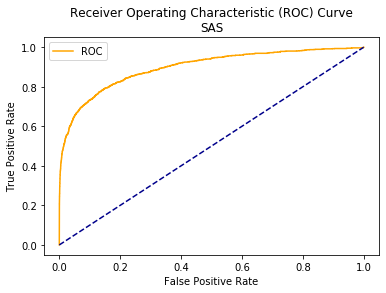 Receiver Operating Characteristic (ROC) Curve
SAS
ROC
True Positive Rate
1.0
0.8
0.6
0.4
0.2
0.0
0.0 0.2 0.4 0.6 0.8 1.0
False Positive Rate